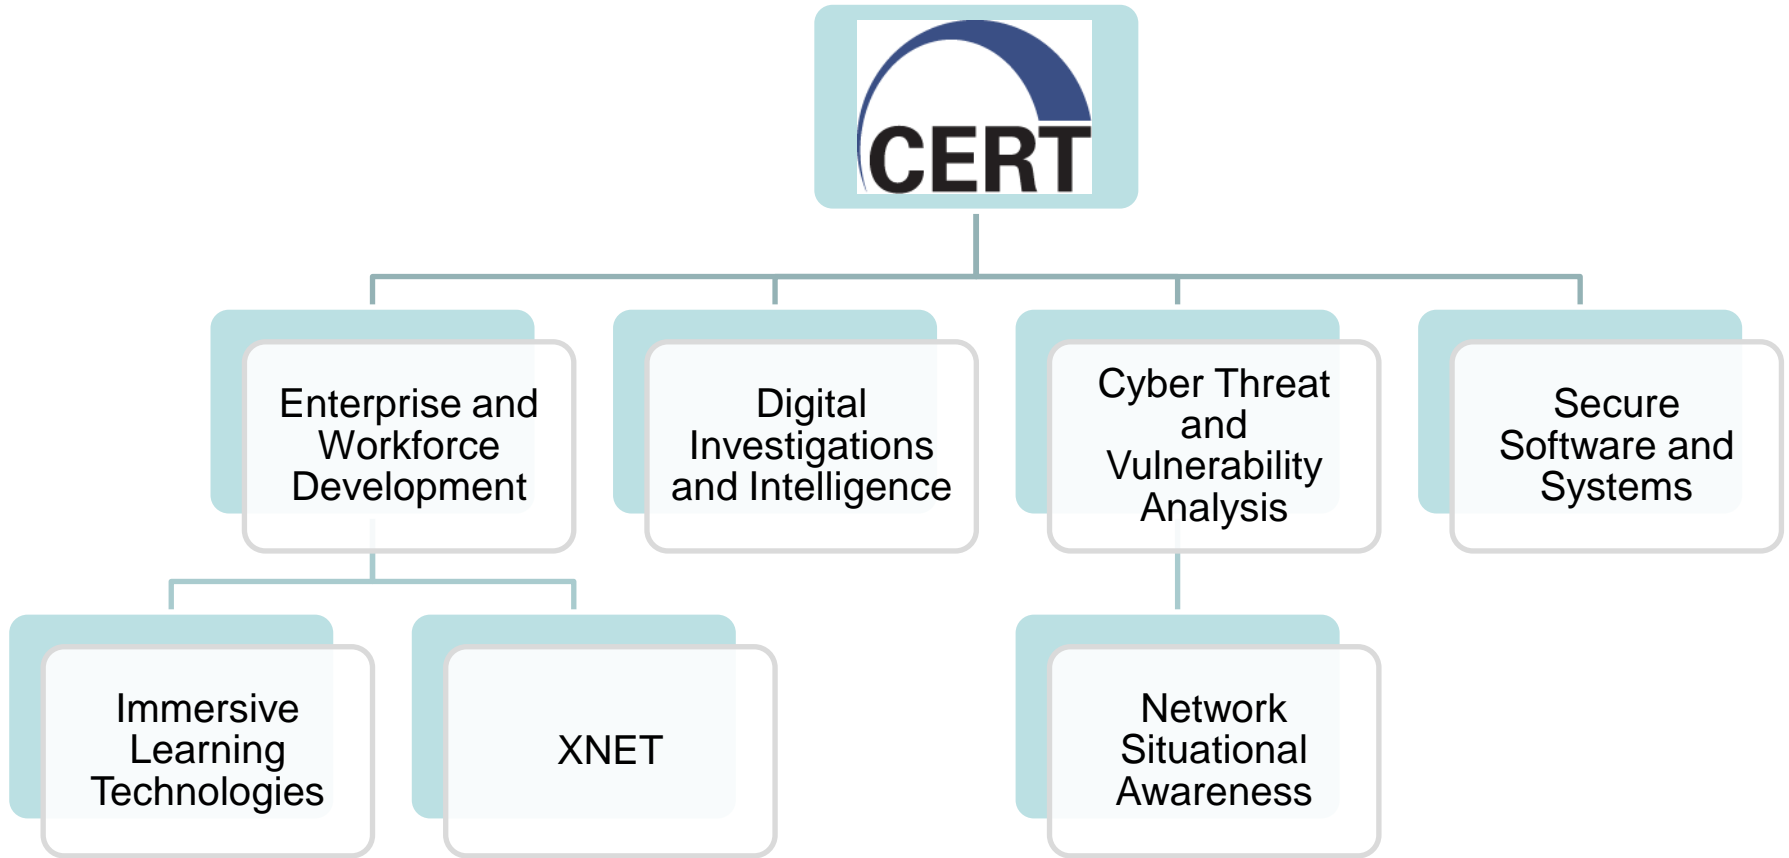 CERT
Enterprise and
Workforce
Development
Digital
Investigations
and Intelligence
Cyber Threat
and
Vulnerability
Analysis
Secure
Software and
Systems
Immersive
Learning
Technologies
XNET
Network
Situational
Awareness